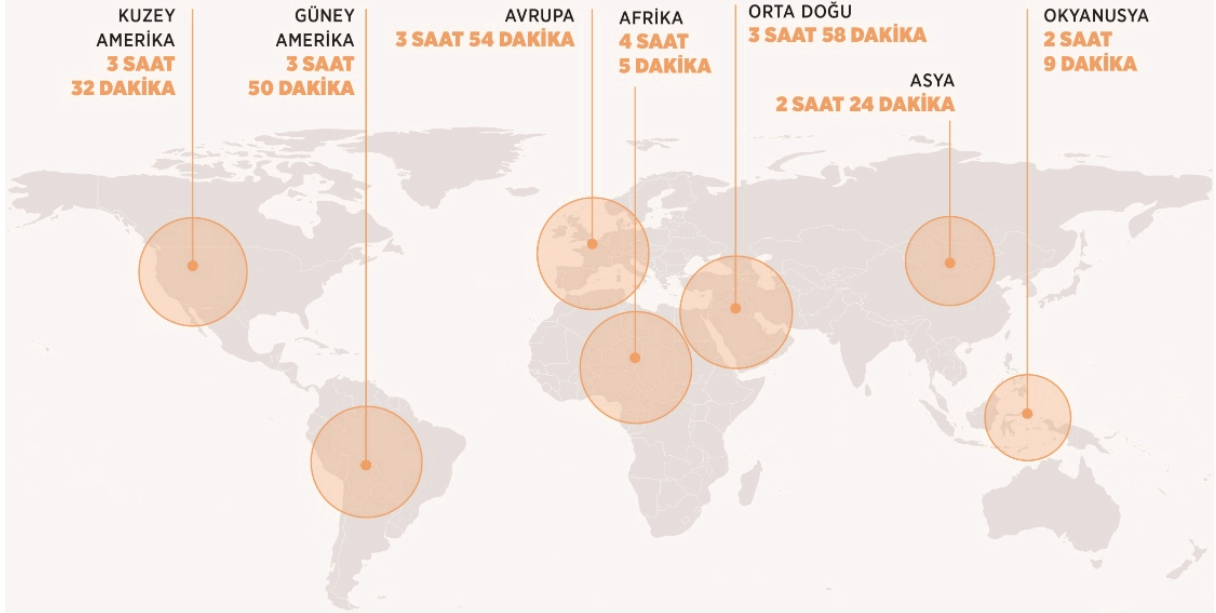 KUZEY
AMERİKA
3 SAAT
32 DAKİKA
GÜNEY
AMERİKA
3 SAAT
50 DAKİKA
AVRUPA
3 SAAT 54 DAKİKA
AFRİKA
4 SAAT
5 DAKİKA
ORTA DOĞU
3 SAAT 58 DAKİKA
ASYA
2 SAAT 24 DAKİKA
OKYANUSYA
2 SAAT
9 DAKİKA